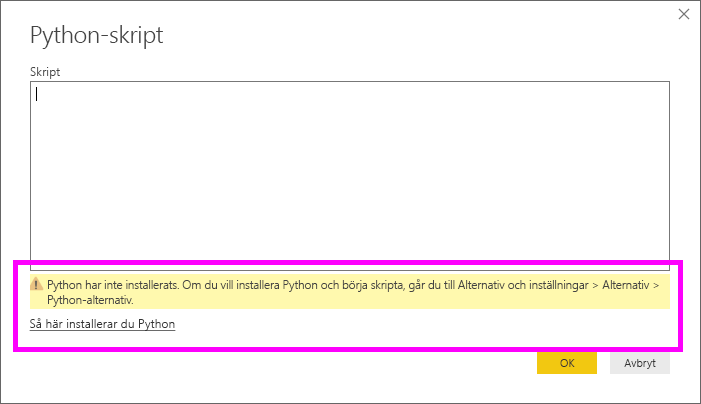 Python-skript
Skript
Python har inte installerats. Om du vill installera Python och börja skripta, går du till Alternativ och inställningar > Alternativ >
Python-alternativ.
Så här installerar du Python
OK
Avbryt